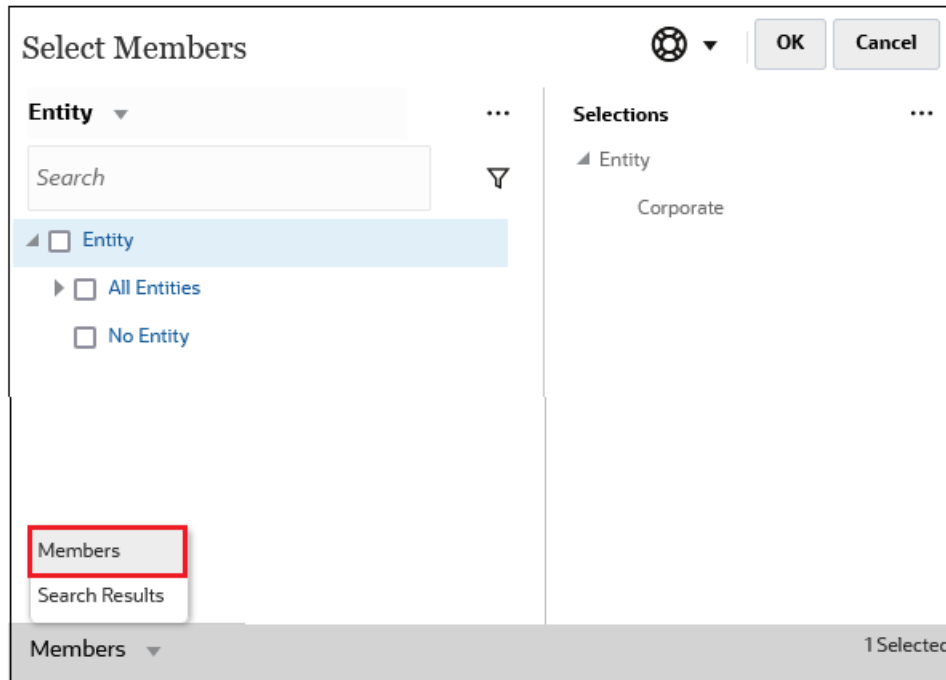 Select Members
OK
Cancel
Entity
...
Search
Entity
All Entities
No Entity
Selections
...
Entity
Corporate
Members
Search Results
Members
1 Selected